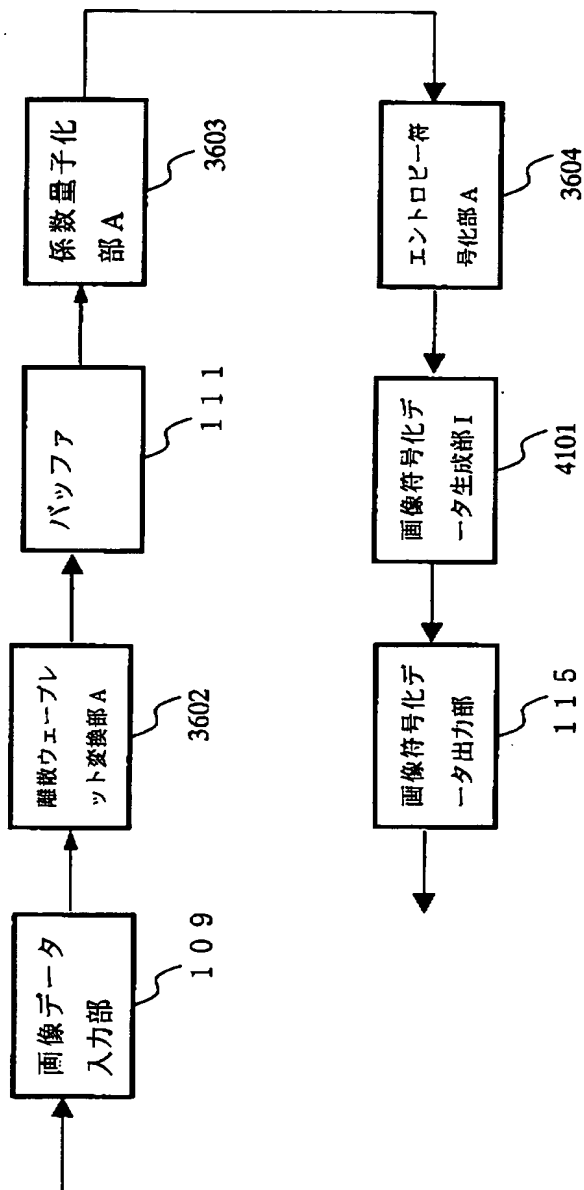 画像データ
入力部
１０９
離散ウェーブレ
ット変換部Ａ
3602
バッファ
１１１
係数量子化
部Ａ
3603
エントロピー符
号化部Ａ
3604
画像符号化デ
ータ生成部Ｉ
4101
画像符号化デ
ータ出力部
１１５